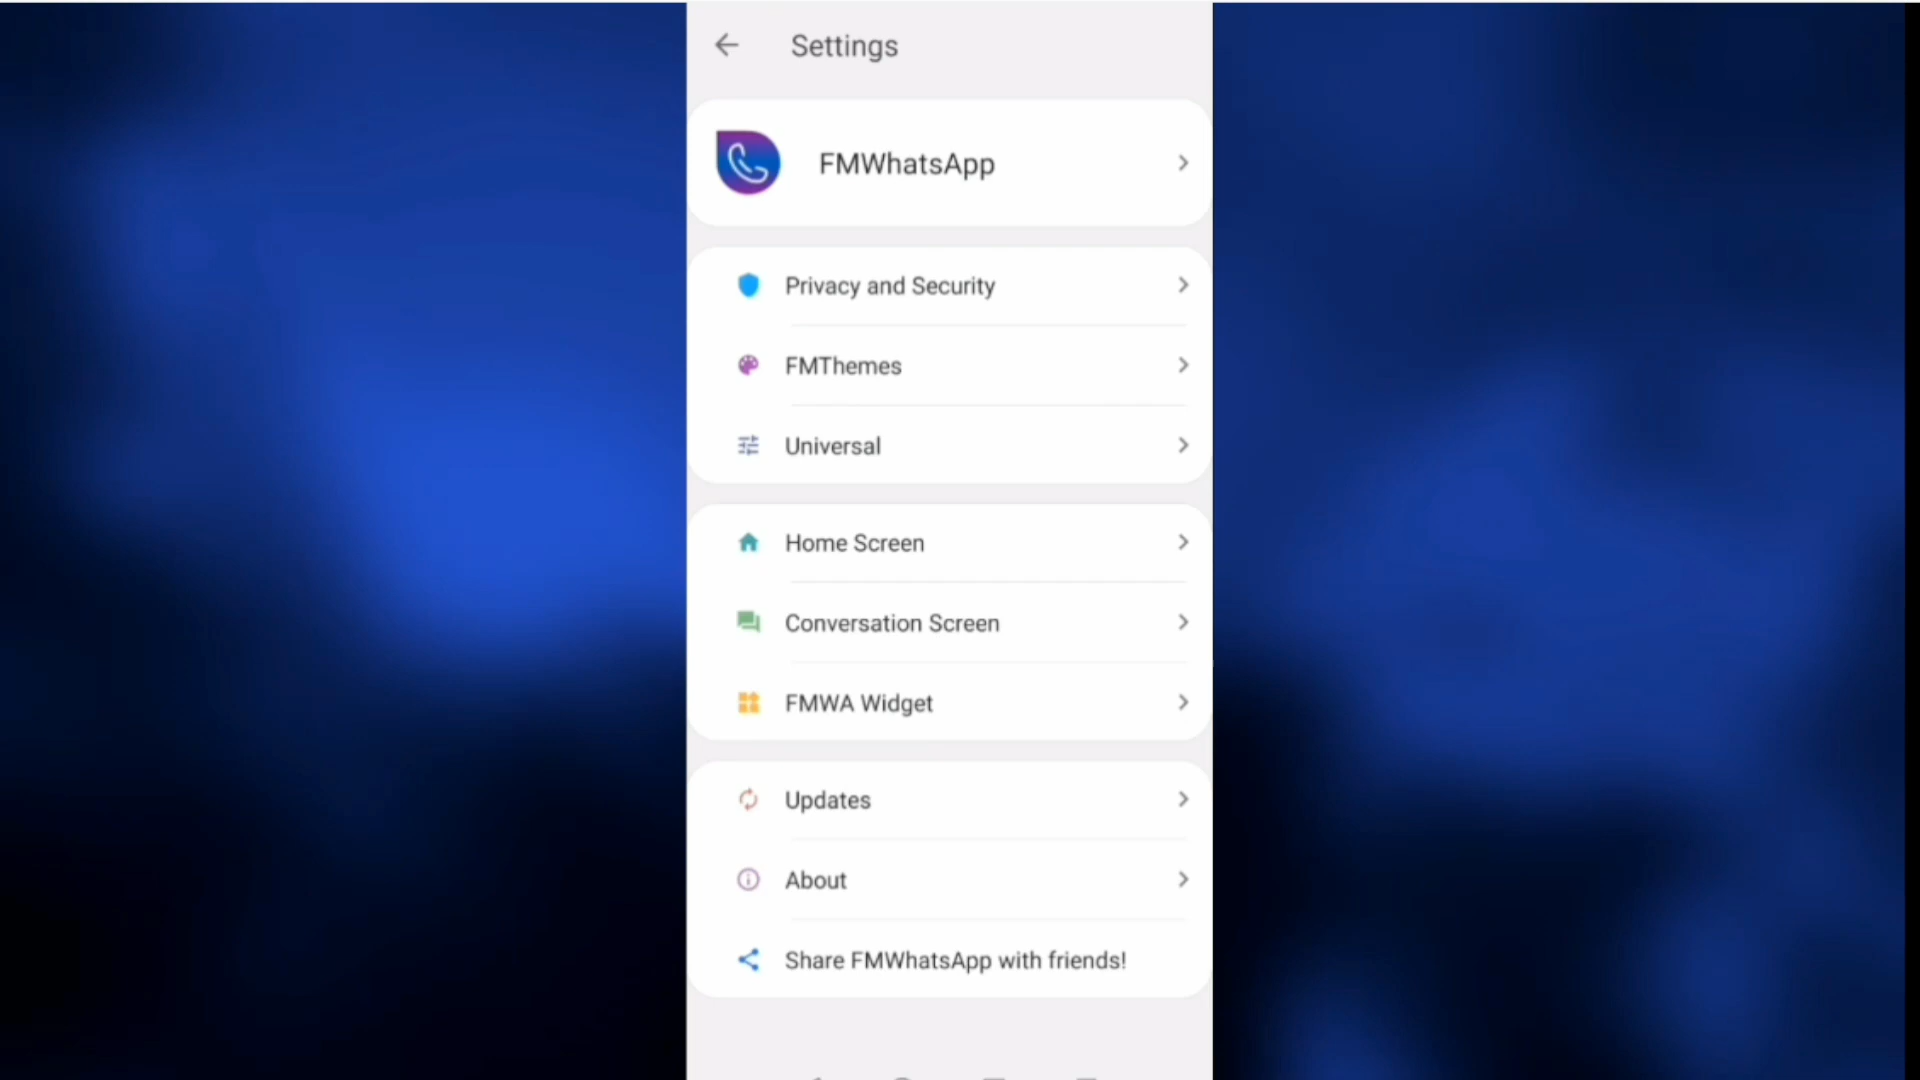 Settings
FMWhatsApp
Privacy and Security
FMThemes
Universal
Home Screen
Conversation Screen
FMWA Widget
Updates
About
Share FMWhatsApp with friends!